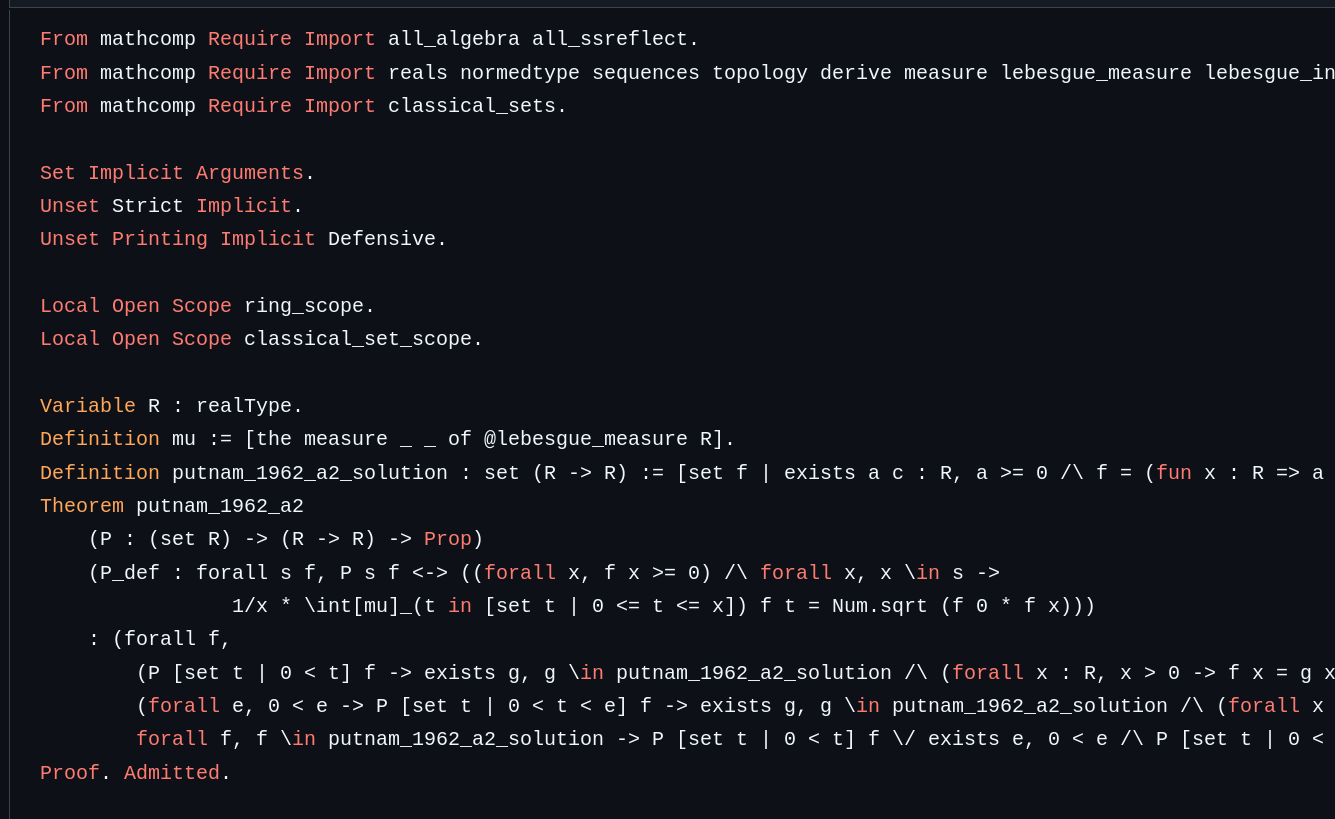 From mathcomp Require Import all_algebra all_ssreflect.
From mathcomp Require Import reals normedtype sequences topology derive measure lebesgue_measure lebesgue_in
From mathcomp Require Import classical_sets.
Set Implicit Arguments.
Unset Strict Implicit.
Unset Printing Implicit Defensive.
Local Open Scope ring_scope.
Local Open Scope classical_set_scope.
Variable R : realType.
Definition mu := [the measure _ _ of @lebesgue_measure R].
Definition putnam_1962_a2_solution : set (R -> R) := [set f | exists a c : R, a >= 0 /\ f = (fun x : R => a
Theorem putnam_1962_a2
    (P : (set R) -> (R -> R) -> Prop)
    (P_def : forall s f, P s f <-> ((forall x, f x >= 0) /\ forall x, x \in s ->
                1/x * \int[mu]_(t in [set t | 0 <= t <= x]) f t = Num.sqrt (f 0 * f x)))
    : (forall f,
        (P [set t | 0 < t] f -> exists g, g \in putnam_1962_a2_solution /\ (forall x : R, x > 0 -> f x = g x
        (forall e, 0 < e -> P [set t | 0 < t < e] f -> exists g, g \in putnam_1962_a2_solution /\ (forall x
        forall f, f \in putnam_1962_a2_solution -> P [set t | 0 < t] f \/ exists e, 0 < e /\ P [set t | 0 <
Proof. Admitted.